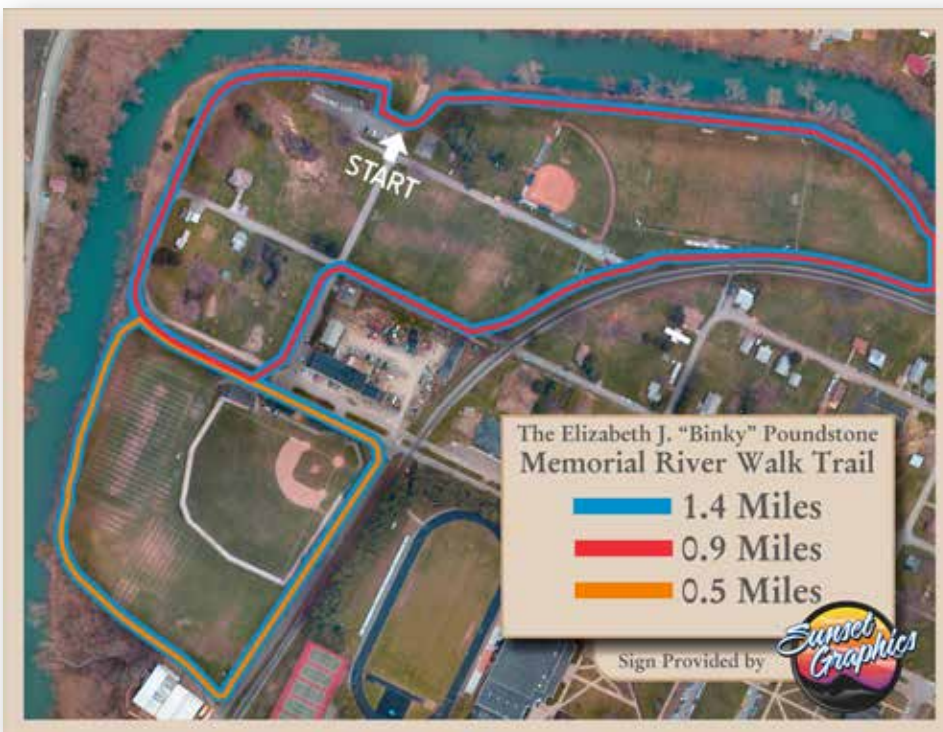 START
The Elizabeth J. “Binky” Poundstone
Memorial River Walk Trail
1.4 Miles
0.9 Miles
0.5 Miles
Sign Provided by
Sunset
Graphics